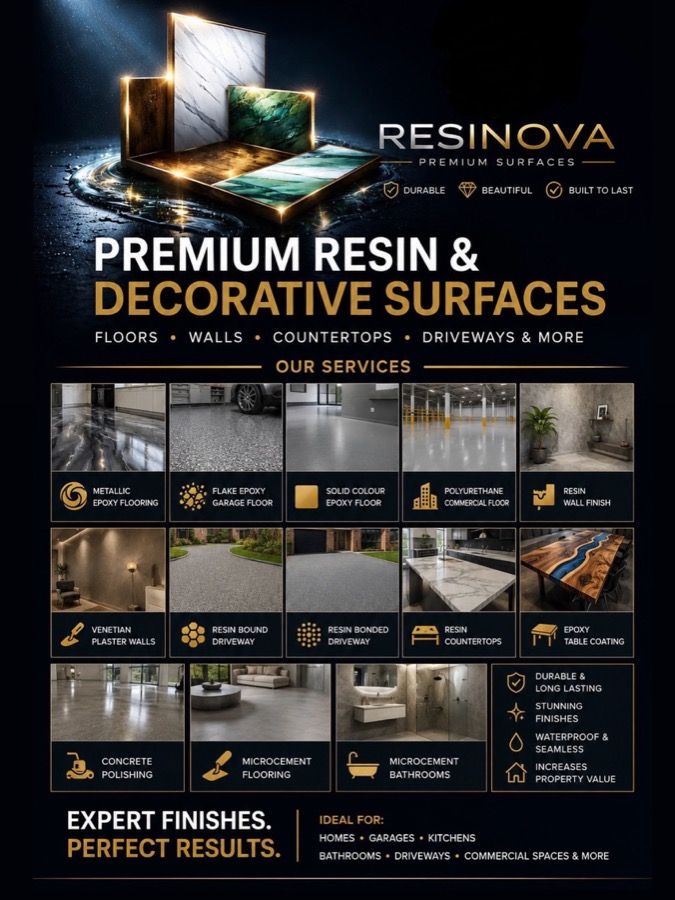 RESINOVA
PREMIUM SURFACES
DURABLE
BEAUTIFUL
BUILT TO LAST
PREMIUM RESIN &
DECORATIVE SURFACES
FLOORS • WALLS • COUNTERTOPS • DRIVEWAYS & MORE
OUR SERVICES
METALLIC
EPOXY FLOORING
FLAKE EPOXY
GARAGE FLOOR
SOLID COLOUR
EPOXY FLOOR
POLYURETHANE
COMMERCIAL FLOOR
RESIN
WALL FINISH
VENETIAN
PLASTER WALLS
RESIN BOUND
DRIVEWAY
RESIN BONDED
DRIVEWAY
RESIN
COUNTERTOPS
EPOXY
TABLE COATING
CONCRETE
POLISHING
MICROCEMENT
FLOORING
MICROCEMENT
BATHROOMS
DURABLE &
LONG LASTING
STUNNING
FINISHES
WATERPROOF &
SEAMLESS
INCREASES
PROPERTY VALUE
EXPERT FINISHES.
PERFECT RESULTS.
IDEAL FOR:
HOMES • GARAGES • KITCHENS
BATHROOMS • DRIVEWAYS • COMMERCIAL SPACES & MORE